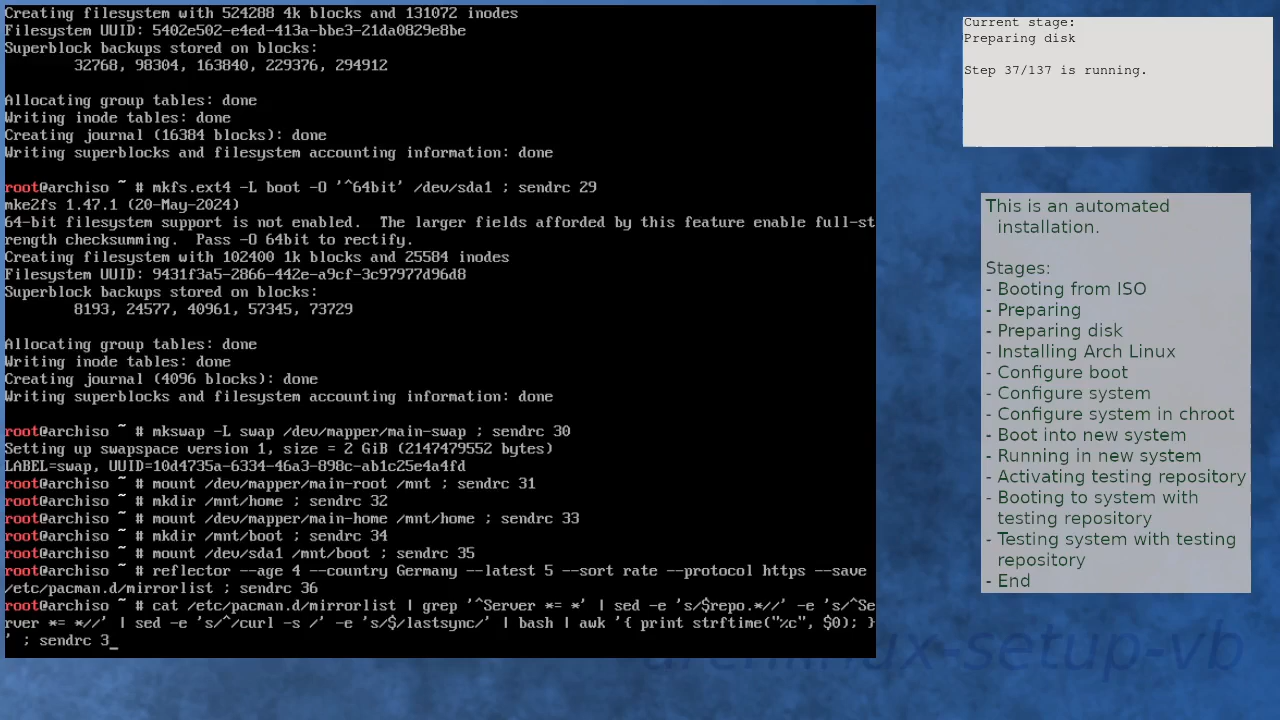 Creating filesystem with 524288 4k blocks and 131072 inodes
Filesystem UUID: 5402e502-e4ed-413a-bbe3-21da0829e8be
Superblock backups stored on blocks:
        32768, 98304, 163840, 229376, 294912
Allocating group tables: done
Writing inode tables: done
Creating journal (16384 blocks): done
Writing superblocks and filesystem accounting information: done
root@archiso ~ # mkfs.ext4 -L boot -O '^64bit' /dev/sda1 ; sendrc 29
mke2fs 1.47.1 (20-May-2024)
64-bit filesystem support is not enabled.  The larger fields afforded by this feature enable full-st
rength checksumming.  Pass -O 64bit to rectify.
Creating filesystem with 102400 1k blocks and 25584 inodes
Filesystem UUID: 9431f3a5-2866-442e-a9cf-3c97977d96d8
Superblock backups stored on blocks:
        8193, 24577, 40961, 57345, 73729
Allocating group tables: done
Writing inode tables: done
Creating journal (4096 blocks): done
Writing superblocks and filesystem accounting information: done
root@archiso ~ # mkswap -L swap /dev/mapper/main-swap ; sendrc 30
Setting up swapspace version 1, size = 2 GiB (2147479552 bytes)
LABEL=swap, UUID=10d4735a-6334-46a3-898c-ab1c25e4a4fd
root@archiso ~ # mount /dev/mapper/main-root /mnt ; sendrc 31
root@archiso ~ # mkdir /mnt/home ; sendrc 32
root@archiso ~ # mount /dev/mapper/main-home /mnt/home ; sendrc 33
root@archiso ~ # mkdir /mnt/boot ; sendrc 34
root@archiso ~ # mount /dev/sda1 /mnt/boot ; sendrc 35
root@archiso ~ # reflector --age 4 --country Germany --latest 5 --sort rate --protocol https --save
/etc/pacman.d/mirrorlist ; sendrc 36
root@archiso ~ # cat /etc/pacman.d/mirrorlist | grep '^Server *= *' | sed -e 's/$repo.*//' -e 's/^Se
rver *= *//' | sed -e 's/^/curl -s /' -e 's/$/lastsync/' | bash | awk '{ print strftime("%c", $0); }
' ; sendrc 3_
Current stage:
Preparing disk
Step 37/137 is running.
This is an automated
installation.
Stages:
- Booting from ISO
- Preparing
- Preparing disk
- Installing Arch Linux
- Configure boot
- Configure system
- Configure system in chroot
- Boot into new system
- Running in new system
- Activating testing repository
- Booting to system with
testing repository
- Testing system with testing
repository
- End